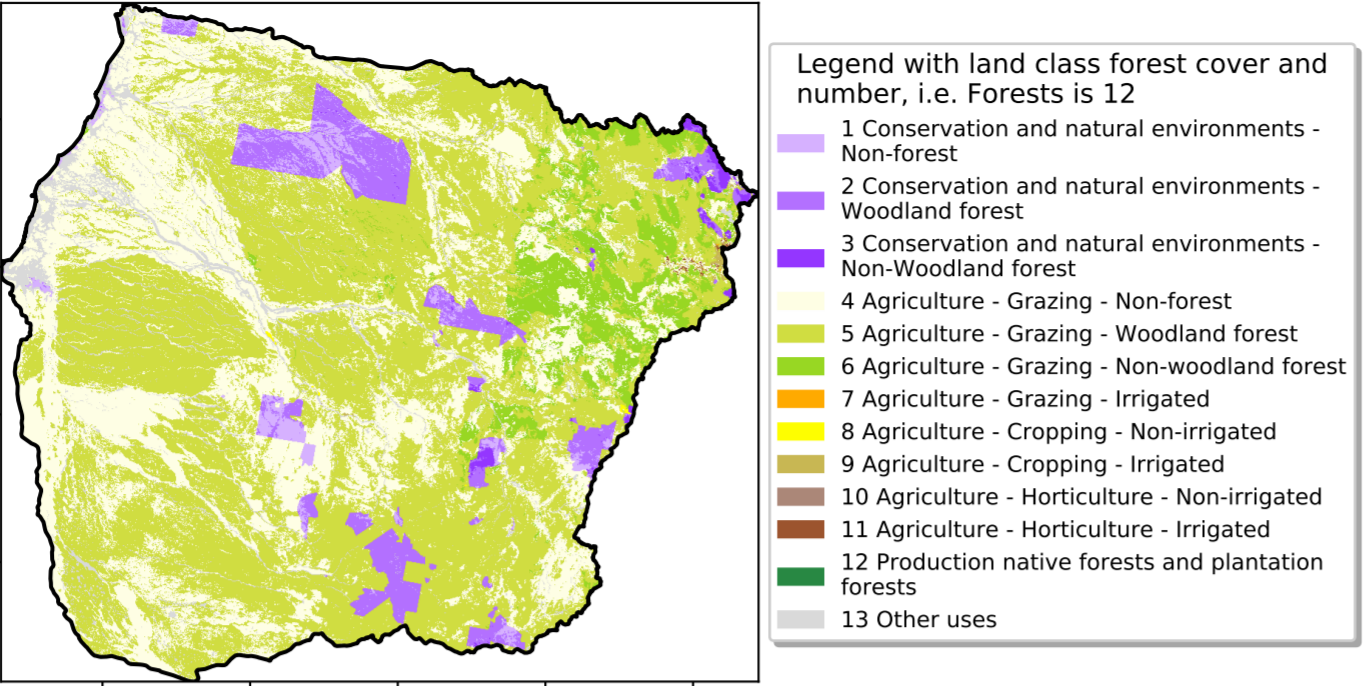 Legend with land class forest cover and
number, i.e. Forests is 12
1 Conservation and natural environments -
Non-forest
2 Conservation and natural environments -
Woodland forest
3 Conservation and natural environments -
Non-Woodland forest
4 Agriculture - Grazing - Non-forest
5 Agriculture - Grazing - Woodland forest
6 Agriculture - Grazing - Non-woodland forest
7 Agriculture - Grazing - Irrigated
8 Agriculture - Cropping - Non-irrigated
9 Agriculture - Cropping - Irrigated
10 Agriculture - Horticulture - Non-irrigated
11 Agriculture - Horticulture - Irrigated
12 Production native forests and plantation
forests
13 Other uses